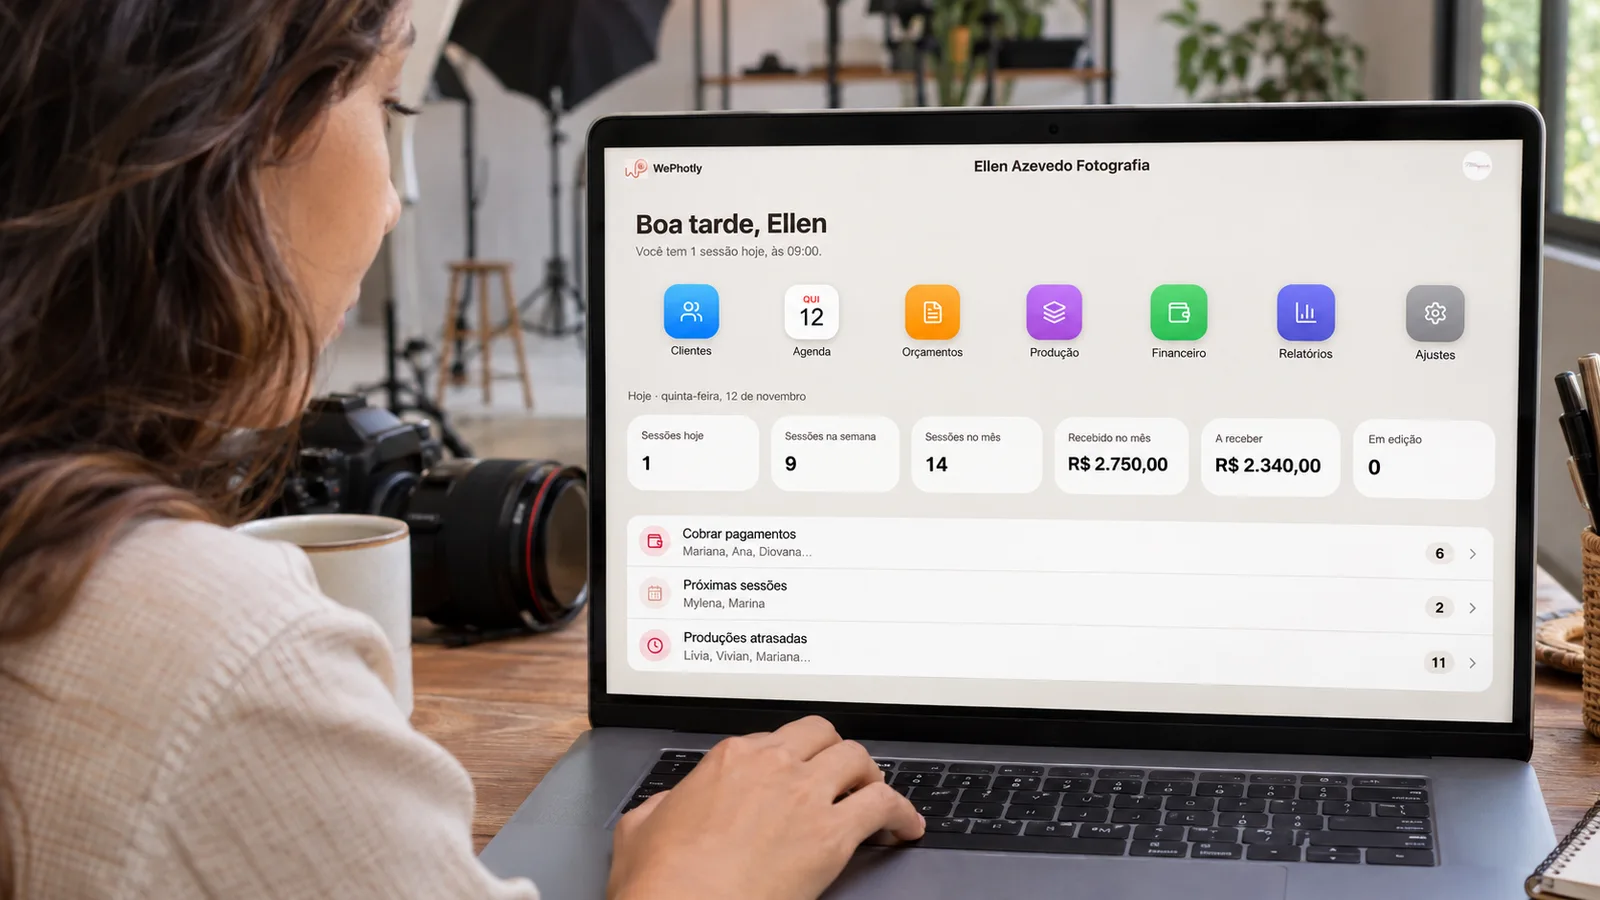 WePhotly
Ellen Azevedo Fotografia
Boa tarde, Ellen
Você tem 1 sessão hoje, às 09:00.
QUI
12
Clientes
Agenda
Orçamentos
Produção
Financeiro
Relatórios
Ajustes
Hoje · quinta-feira, 12 de novembro
Sessões hoje
1
Sessões na semana
9
Sessões no mês
14
Recebido no mês
R$ 2.750,00
A receber
R$ 2.340,00
Em edição
0
Cobrar pagamentos
Mariana, Ana, Diovana...
6
Próximas sessões
Mylena, Marina
2
Produções atrasadas
Livia, Vivian, Mariana...
11